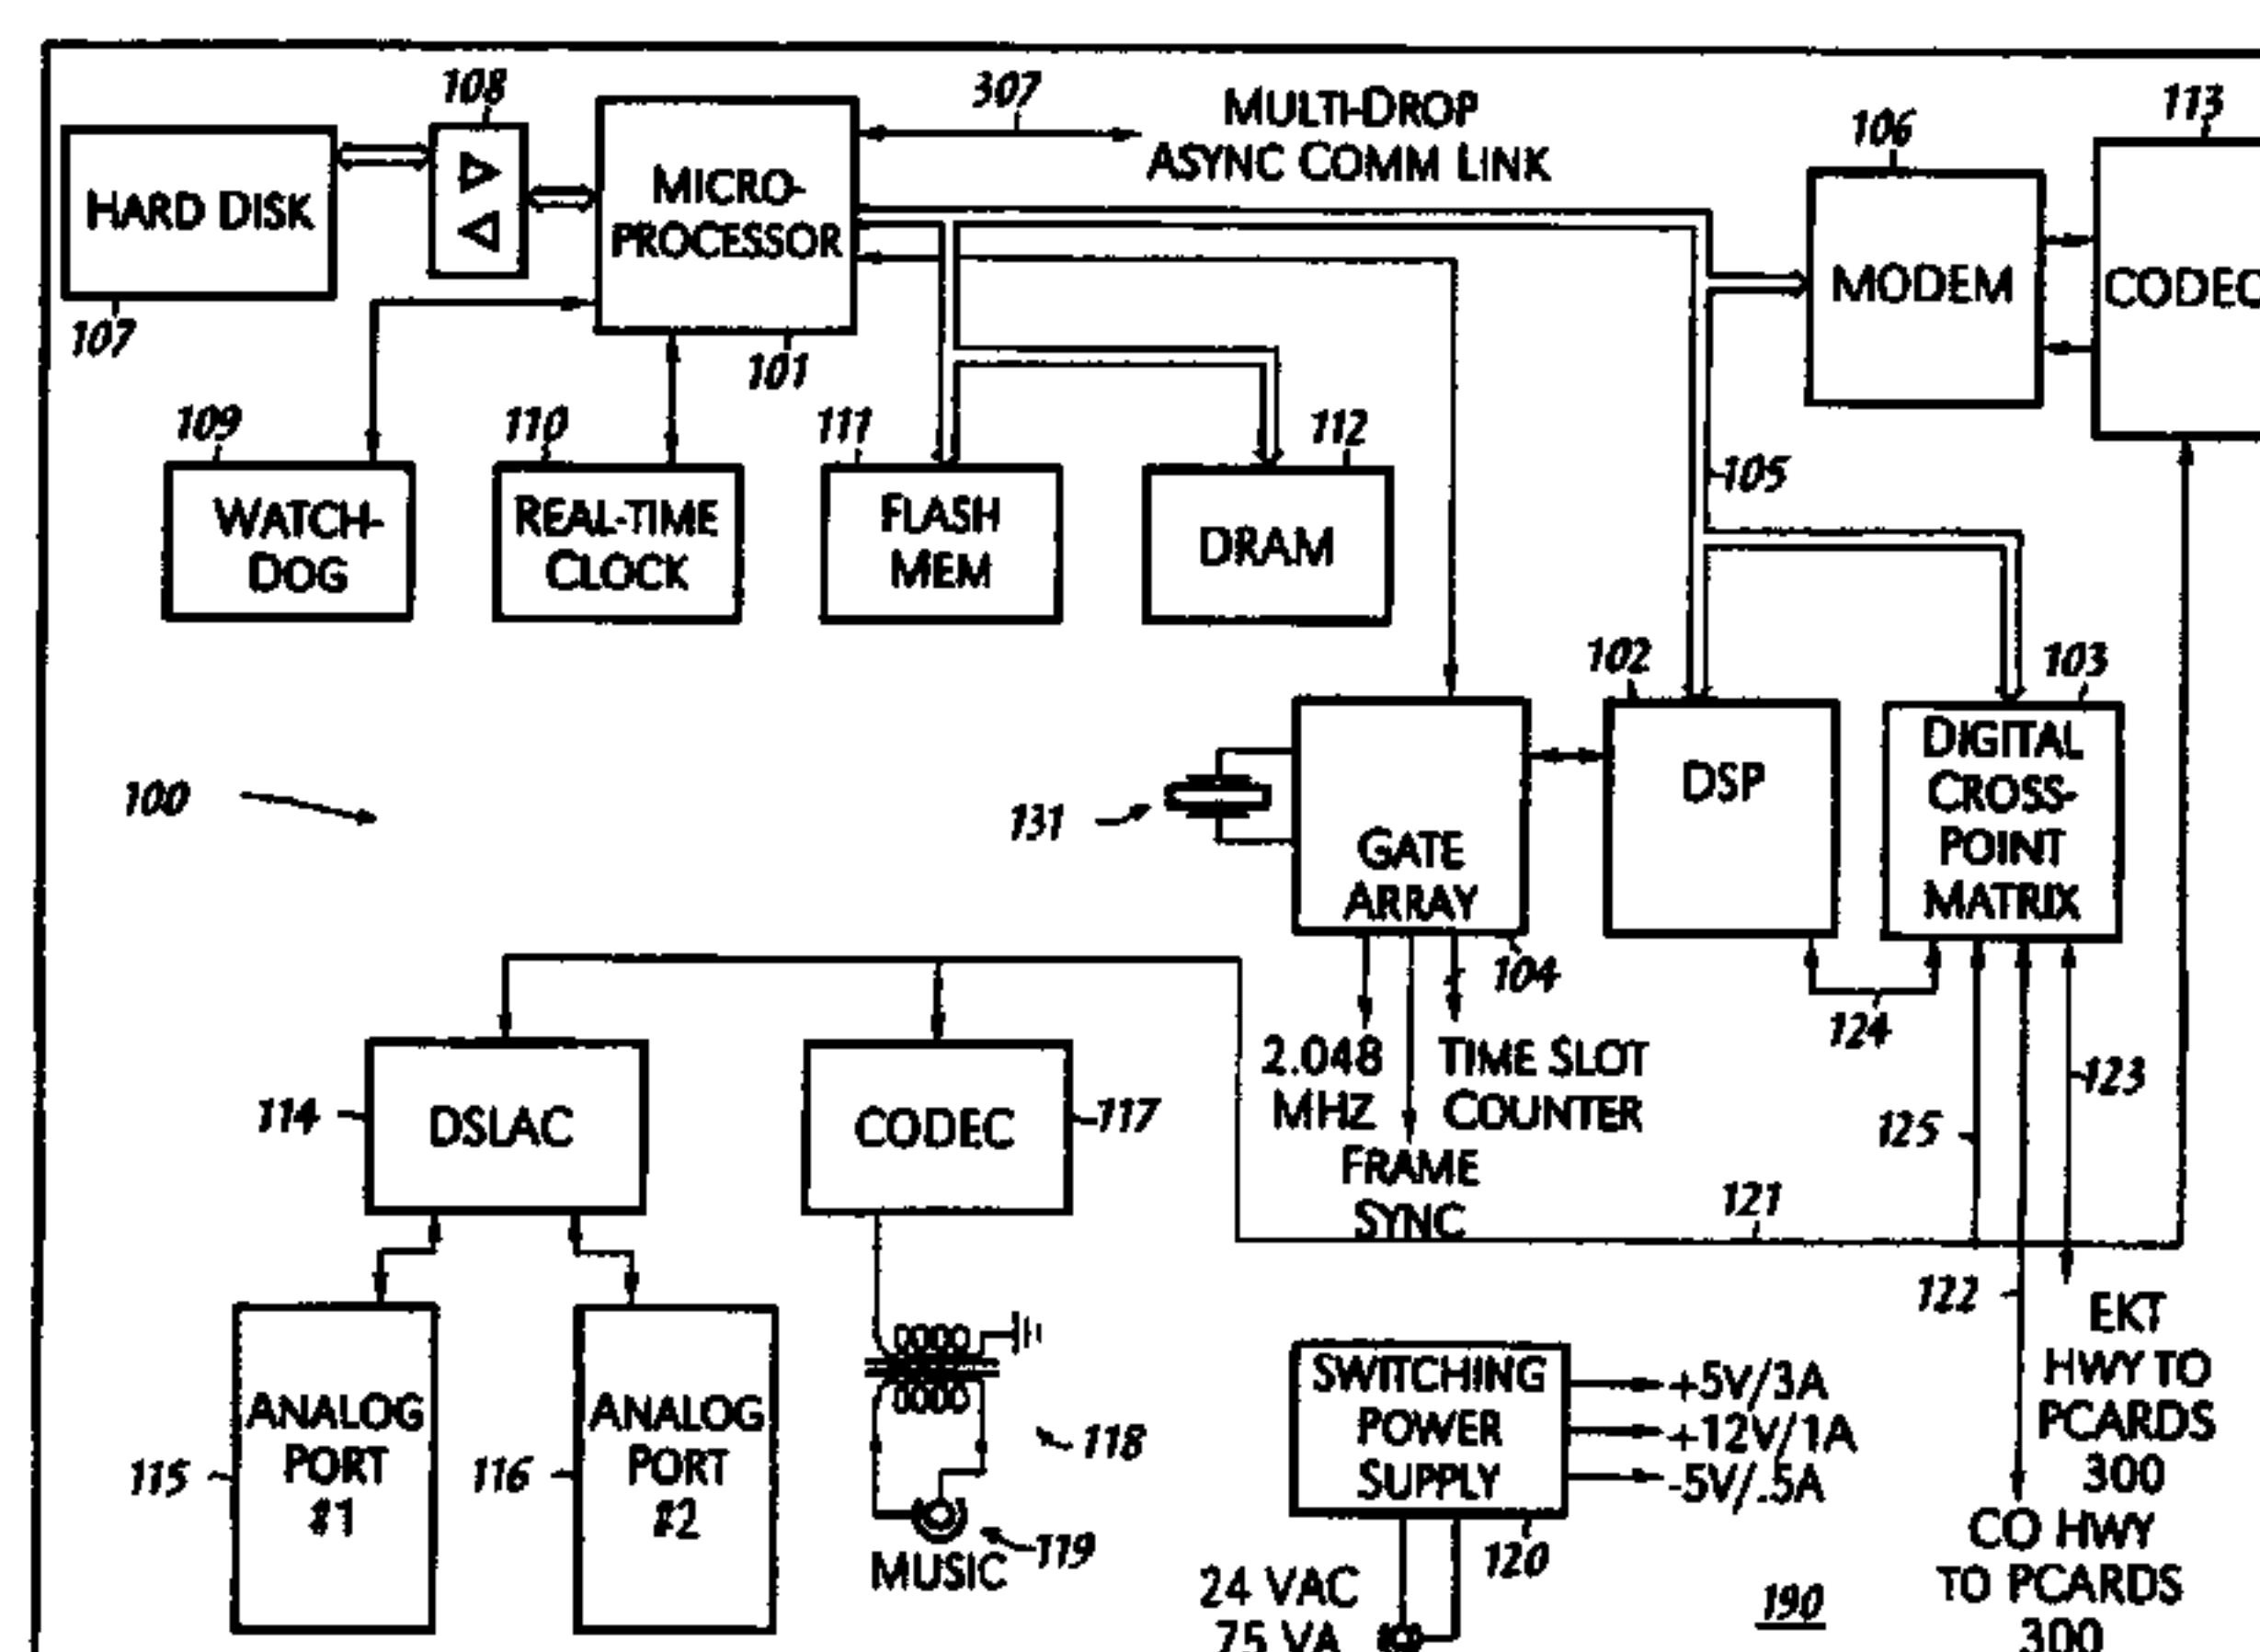 108
307
MULTI-DROP
ASYNC COMM LINK
113
106
HARD DISK
MICRO-
PROCESSOR
MODEM
CODEC
107
101
109
110
111
112
105
WATCH-
DOG
REAL-TIME
CLOCK
FLASH
MEM
DRAM
102
103
100
131
GATE
ARRAY
DSP
DIGITAL
CROSS-
POINT
MATRIX
104
124
2.048
MHZ
TIME SLOT
COUNTER
FRAME
SYNC
123
125
114
DSLAC
CODEC
117
121
122
EKT
HWY TO
PCARDS
300
ANALOG
PORT
#1
115
ANALOG
PORT
#2
116
118
119
MUSIC
SWITCHING
POWER
SUPPLY
+5V/3A
+12V/1A
-5V/.5A
120
24 VAC
75 VA
190
CO HWY
TO PCARDS
300